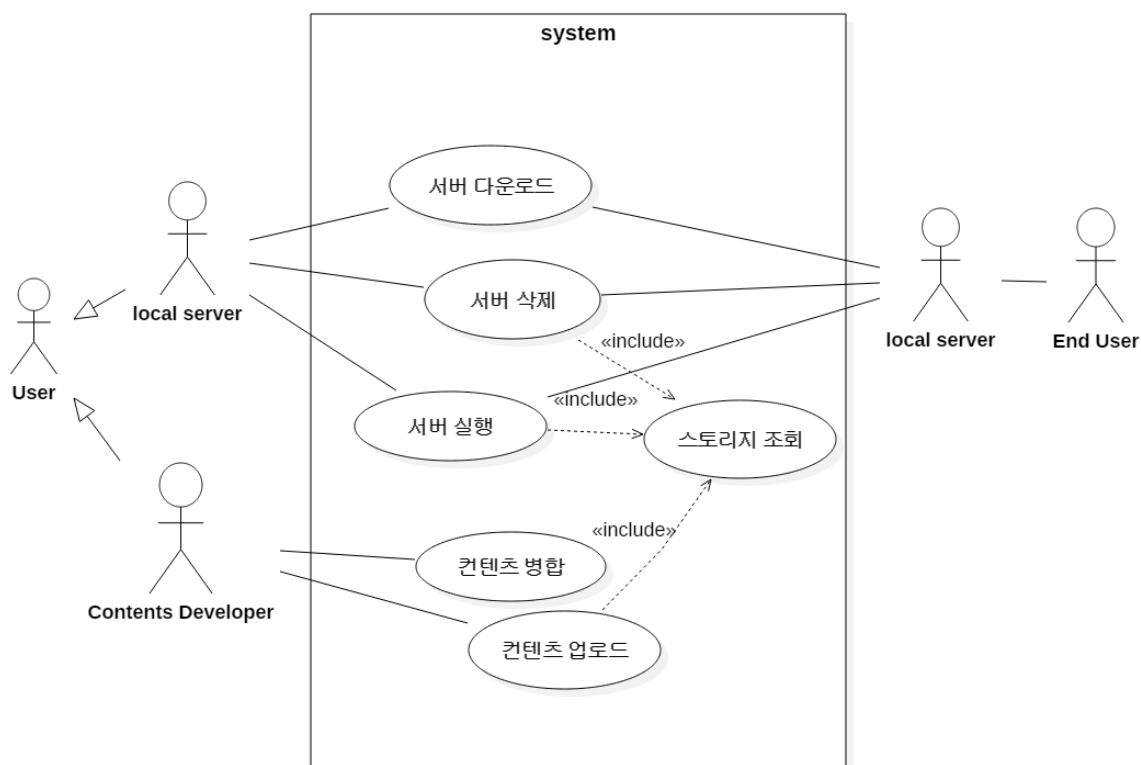 system
서버 다운로드
local server
User
서버 삭제
«include»
local server
End User
서버 실행
«include»
스토리지 조회
«include»
컨텐츠 병합
Contents Developer
컨텐츠 업로드